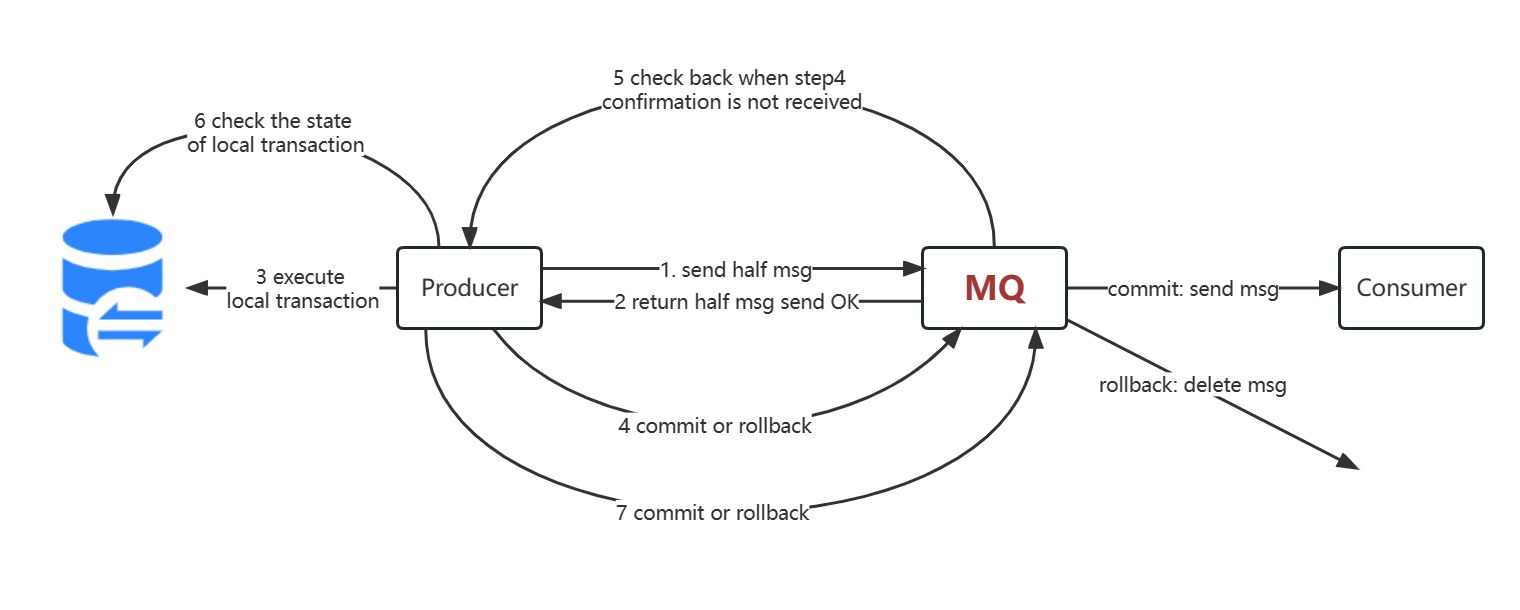 5 check back when step4
confirmation is not received
6 check the state
of local transaction
3 execute
local transaction
Producer
1. send half msg
2 return half msg send OK
MQ
commit: send msg
Consumer
rollback: delete msg
4 commit or rollback
7 commit or rollback